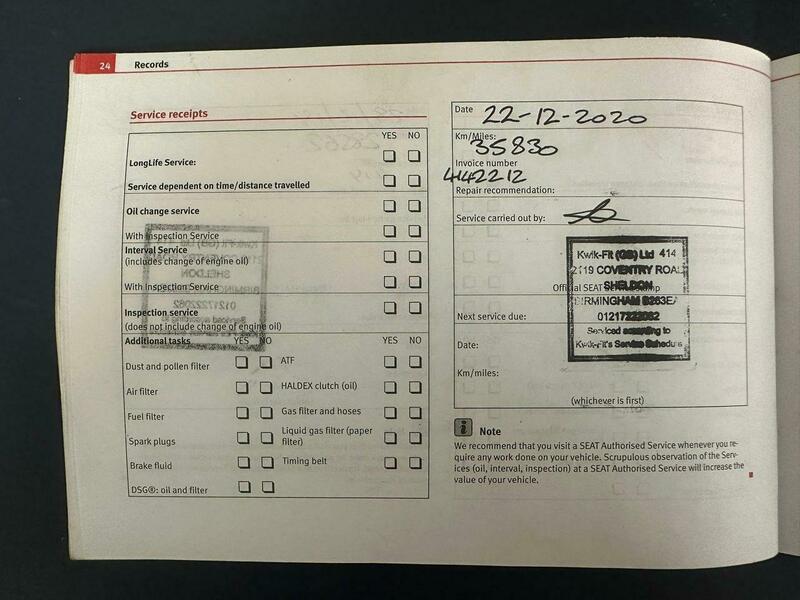 24 Records
Service receipts
YES NO
LongLife Service:
Service dependent on time/distance travelled
Oil change service
With Inspection Service
Interval Service
(includes change of engine oil)
With Inspection Service
Inspection service
(does not include change of engine oil)
Additional tasks YES NO YES NO
Dust and pollen filter ATF
Air filter HALDEX clutch (oil)
Fuel filter Gas filter and hoses
Spark plugs Liquid gas filter (paper
filter)
Brake fluid Timing belt
DSG®: oil and filter
Date 22-12-2020
Km/Miles: 35830
Invoice number
4142212
Repair recommendation:
Service carried out by:
Kwik-Fit (GB) Ltd 414
2119 COVENTRY ROAD
SHELDON
Official SEAT Service stamp
BIRMINGHAM B263EA
Next service due: 01217222082
Serviced according to
Date: Kwik-Fit's Service Schedule
Km/miles:
(whichever is first)
Note
We recommend that you visit a SEAT Authorised Service whenever you re-
quire any work done on your vehicle. Scrupulous observation of the Serv-
ices (oil, interval, inspection) at a SEAT Authorised Service will increase the
value of your vehicle.